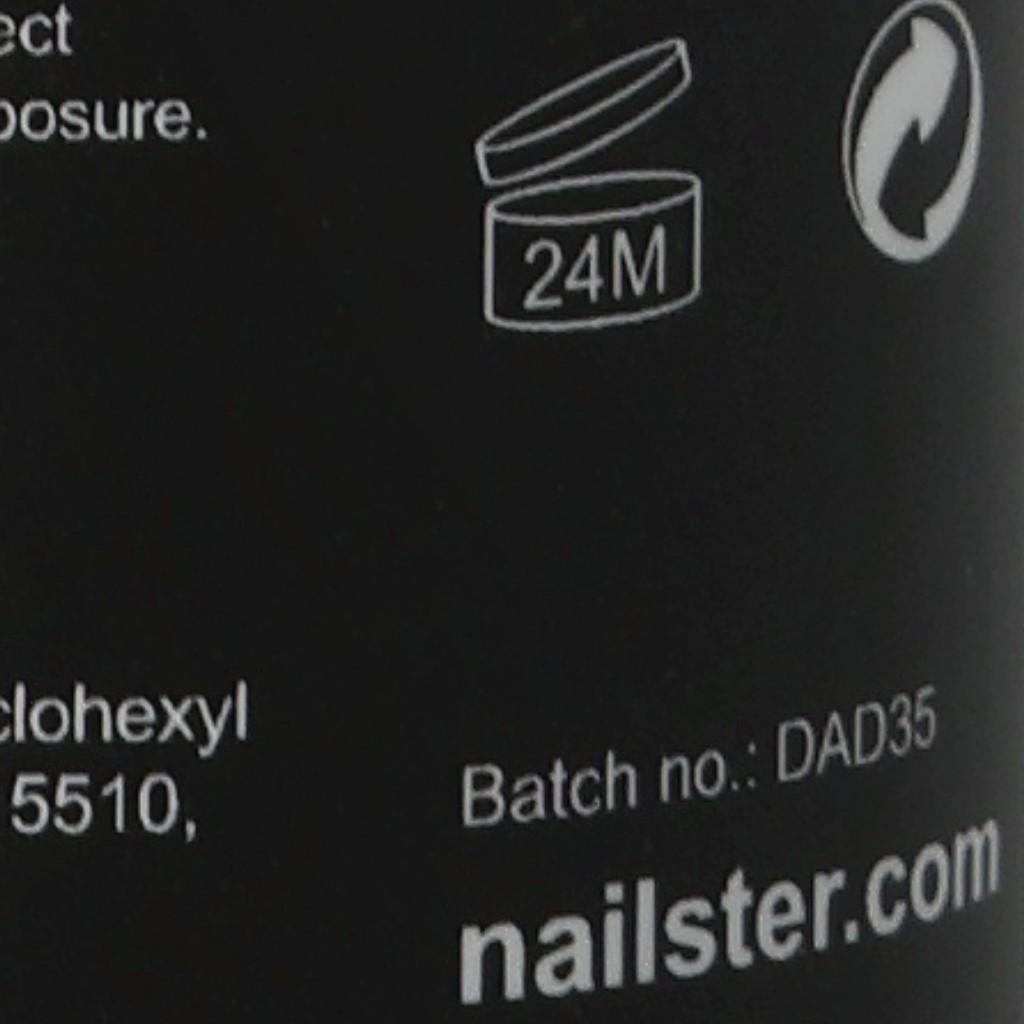 ect
posure.
24M
clohexyl
5510,
Batch no.: DAD35
nailster.com